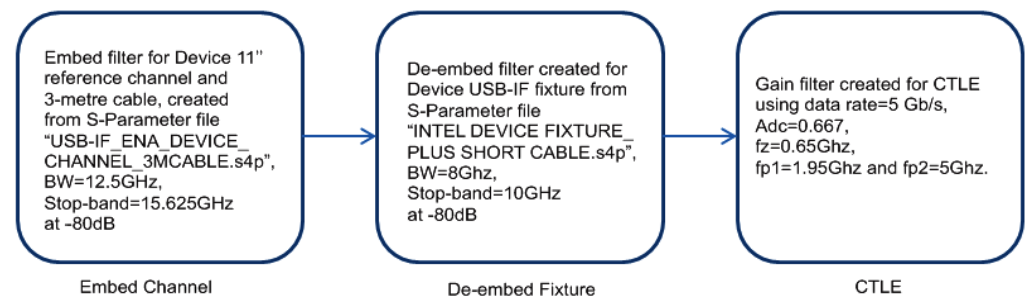 Embed filter for Device 11”
reference channel and
3-metre cable, created
from S-Parameter file
“USB-IF_ENA_DEVICE_
CHANNEL_3MCABLE.s4p”,
BW=12.5GHz,
Stop-band=15.625GHz
at -80dB
De-embed filter created for
Device USB-IF fixture from
S-Parameter file
“INTEL DEVICE FIXTURE_
PLUS SHORT CABLE.s4p”,
BW=8Ghz,
Stop-band=10GHz
at -80dB
Gain filter created for CTLE
using data rate=5 Gb/s,
Adc=0.667,
fz=0.65Ghz,
fp1=1.95Ghz and fp2=5Ghz.
Embed Channel
De-embed Fixture
CTLE